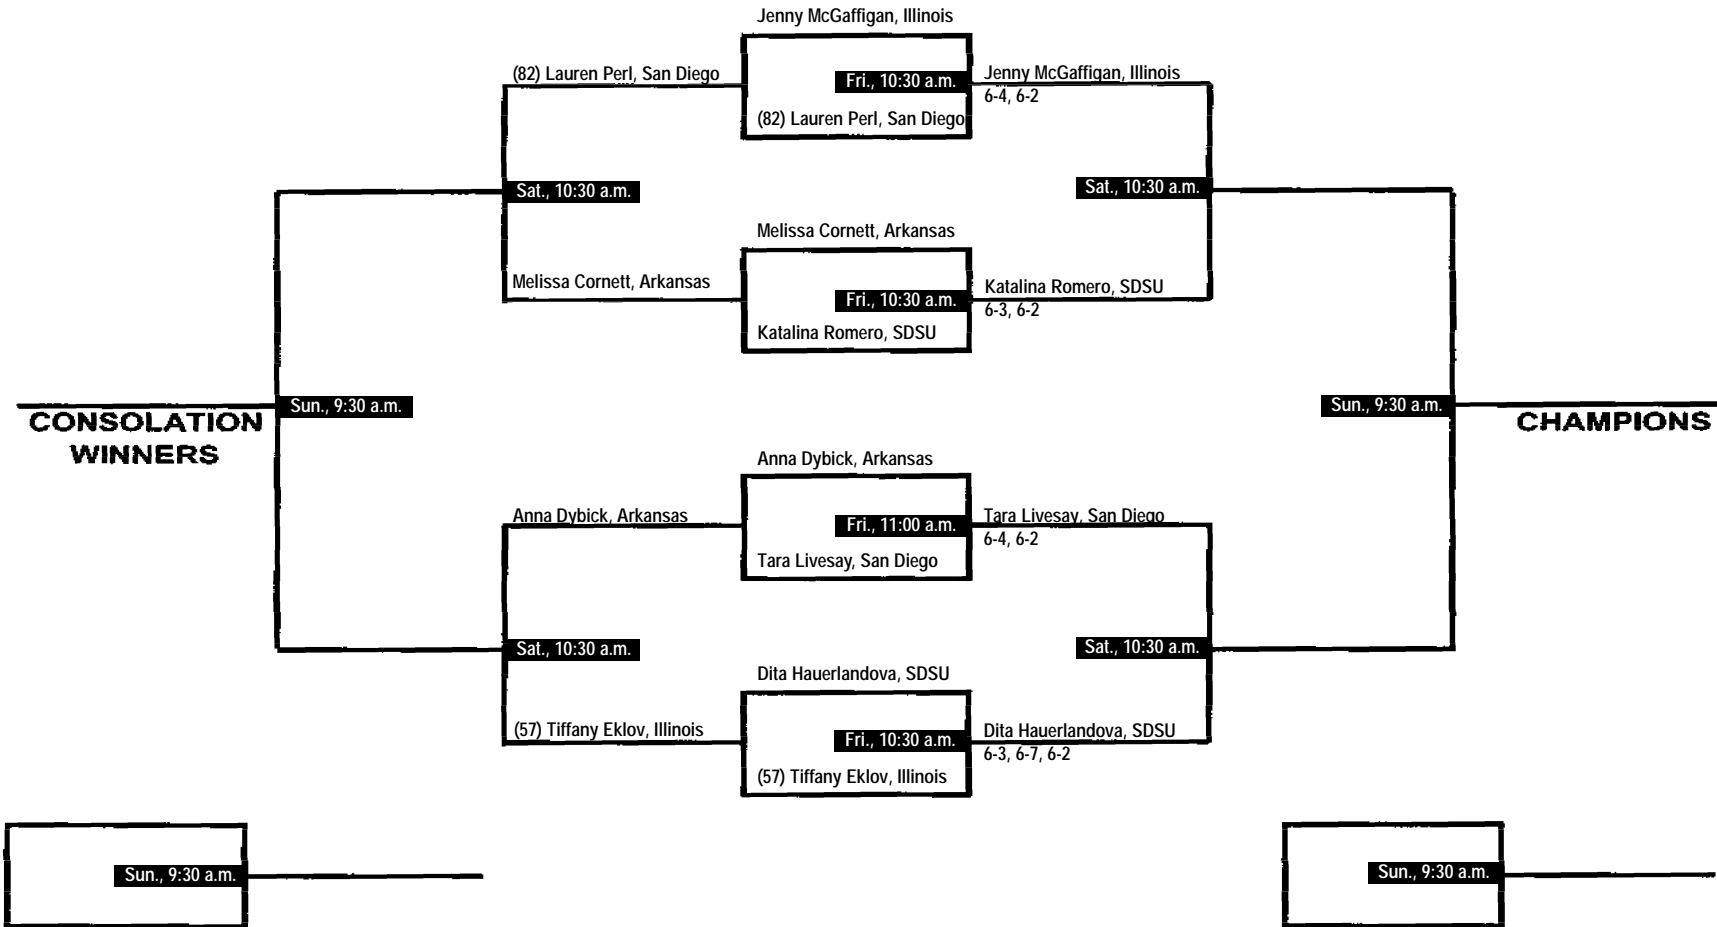 Jenny McGaffigan, Illinois
(82) Lauren Perl, San Diego
Fri., 10:30 a.m.
Jenny McGaffigan, Illinois
6-4, 6-2
(82) Lauren Perl, San Diego
Sat., 10:30 a.m.
Sat., 10:30 a.m.
Melissa Cornett, Arkansas
Melissa Cornett, Arkansas
Fri., 10:30 a.m.
Katalina Romero, SDSU
6-3, 6-2
Katalina Romero, SDSU
Sun., 9:30 a.m.
CONSOLATION
WINNERS
Sun., 9:30 a.m.
CHAMPIONS
Anna Dybick, Arkansas
Anna Dybick, Arkansas
Fri., 11:00 a.m.
Tara Livesay, San Diego
6-4, 6-2
Tara Livesay, San Diego
Sat., 10:30 a.m.
Sat., 10:30 a.m.
Dita Hauerlandova, SDSU
(57) Tiffany Eklov, Illinois
Fri., 10:30 a.m.
Dita Hauerlandova, SDSU
6-3, 6-7, 6-2
(57) Tiffany Eklov, Illinois
Sun., 9:30 a.m.
Sun., 9:30 a.m.